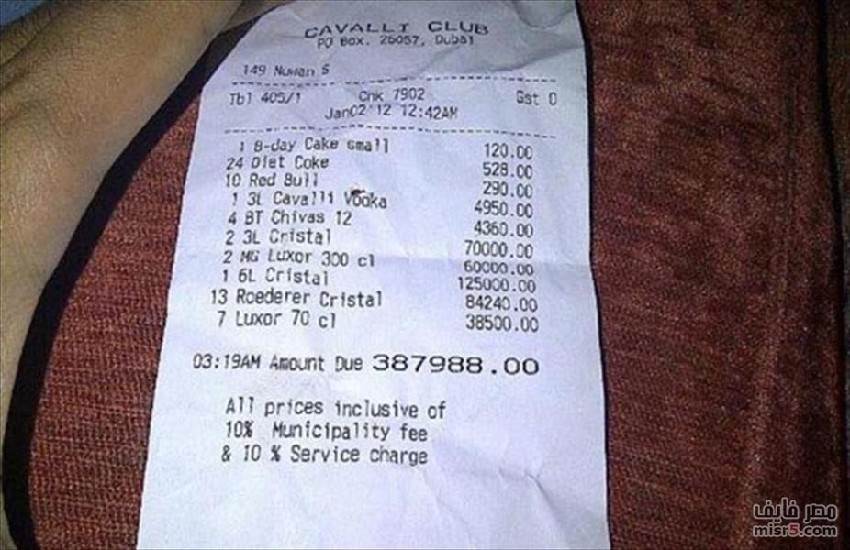 CAVALLI CLUB
PO Box. 26057, Dubai
149 Nuwan S
Tbl 405/1 Chk 7902 Gst 0
Jan02'12 12:42AM
1 B-day Cake small 120.00
24 Diet Coke 528.00
10 Red Bull 290.00
1 3L Cavalli Vodka 4950.00
4 BT Chivas 12 4360.00
2 3L Cristal 70000.00
2 MG Luxor 300 cl 60000.00
1 6L Cristal 125000.00
13 Roederer Cristal 84240.00
7 Luxor 70 cl 38500.00
03:19AM Amount Due 387988.00
All prices inclusive of
10% Municipality fee
& 10 % Service charge
مصر فايف
misr5.com